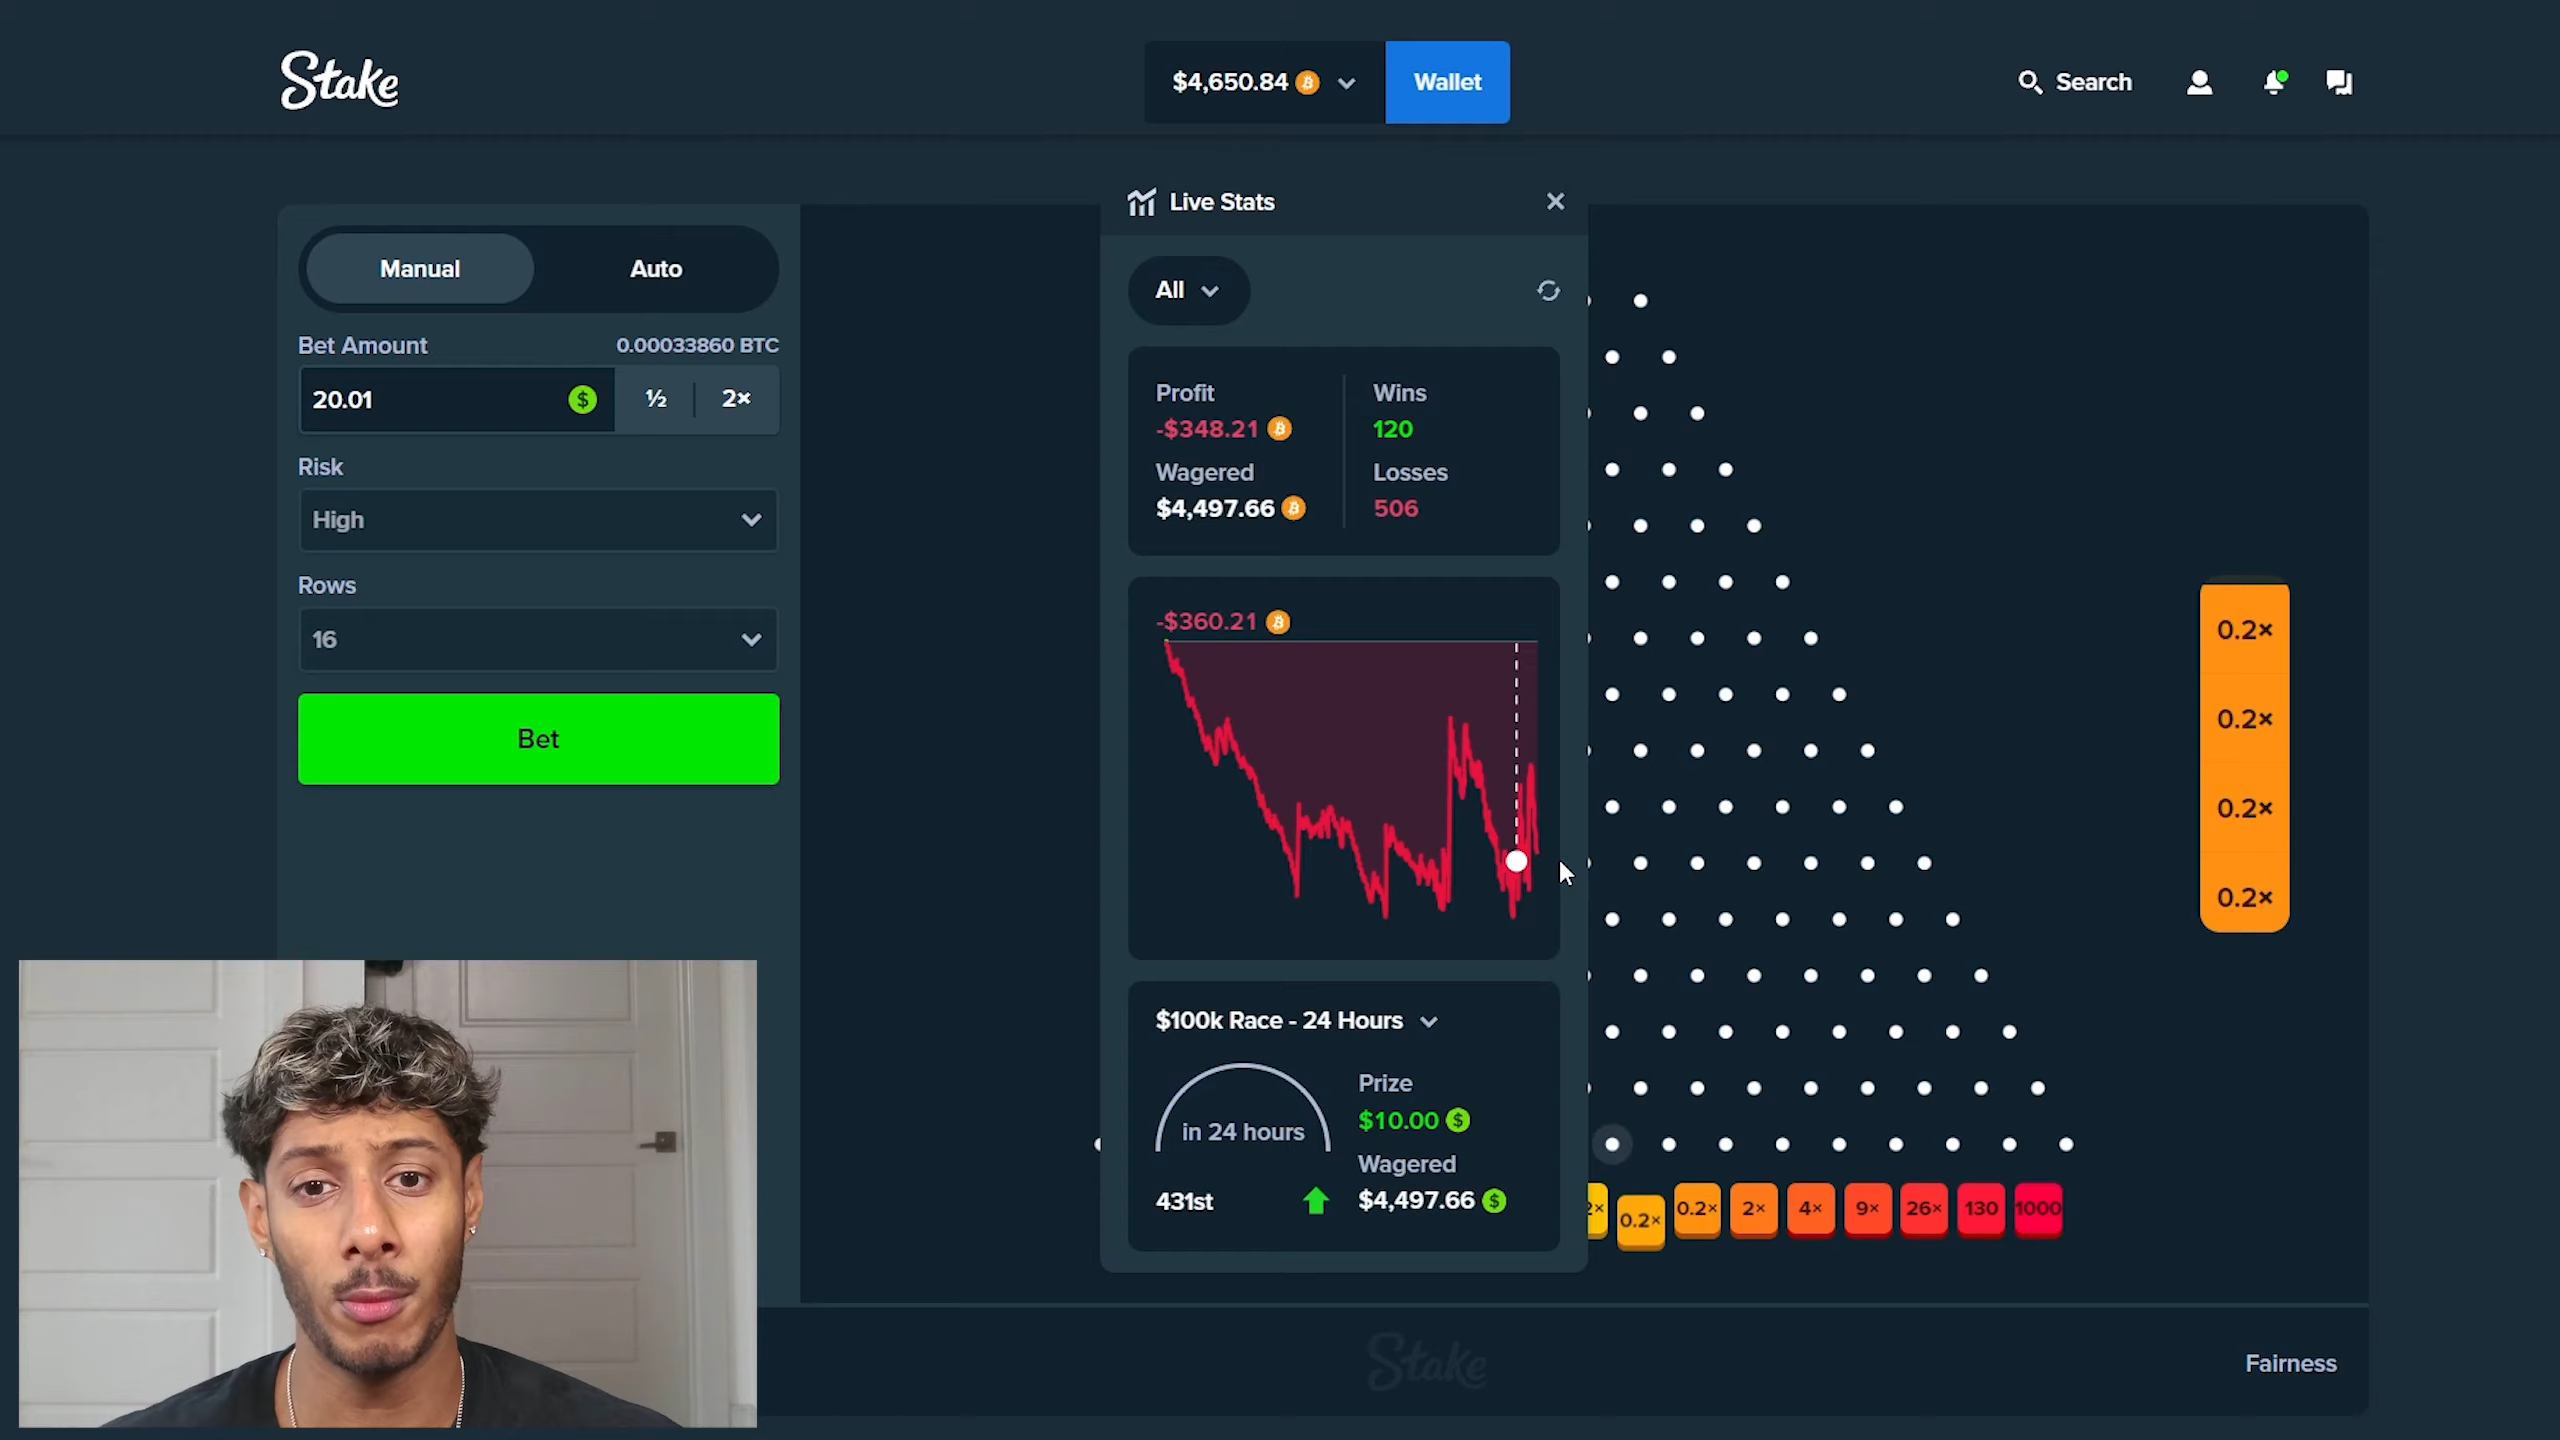 Stake
$4,650.84
Wallet
Search
Manual
Auto
Bet Amount
0.00033860 BTC
20.01
$
½
2×
Risk
High
Rows
16
Bet
Live Stats
All
Profit
-$348.21
Wins
120
Wagered
$4,497.66
Losses
506
-$360.21
$100k Race - 24 Hours
in 24 hours
431st
Prize
$10.00 $
Wagered
$4,497.66 $
0.2×
0.2×
0.2×
0.2×
0.2× 0.2× 2× 4× 9× 26× 130 1000
Stake
Fairness